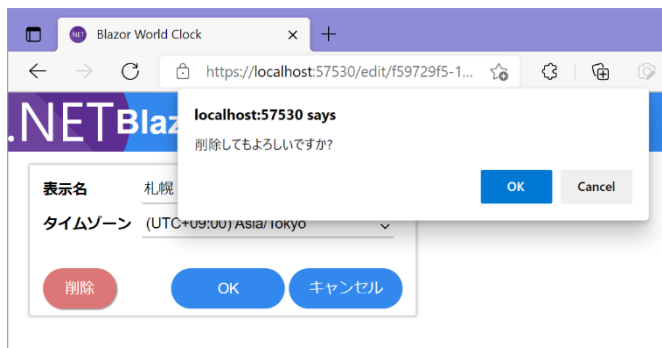 .NET Blazor World Clock
https://localhost:57530/edit/f59729f5-1...
localhost:57530 says
削除してもよろしいですか?
OK Cancel
.NET Blaz
表示名 札幌
タイムゾーン (UTC+09:00) Asia/Tokyo
削除 OK キャンセル